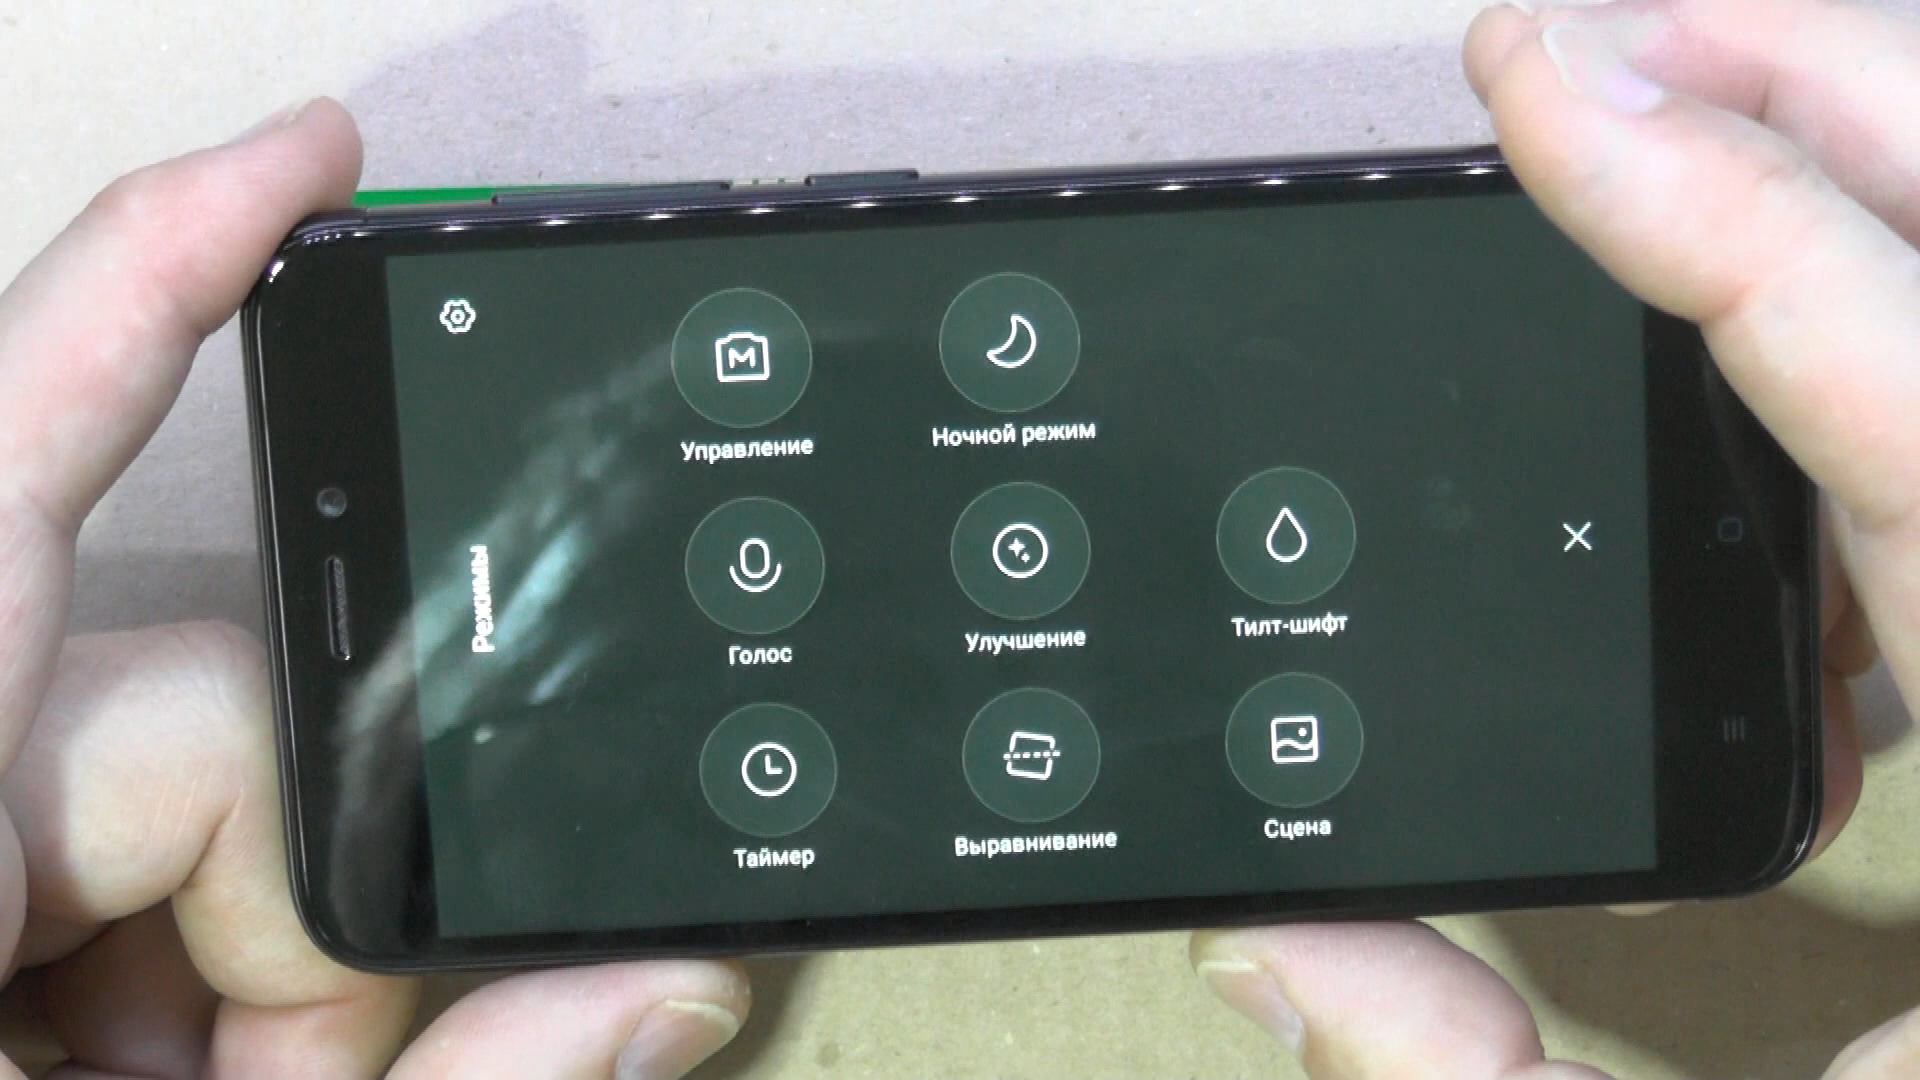 Режимы
Управление
Ночной режим
Голос
Улучшение
Тилт-шифт
Таймер
Выравнивание
Сцена